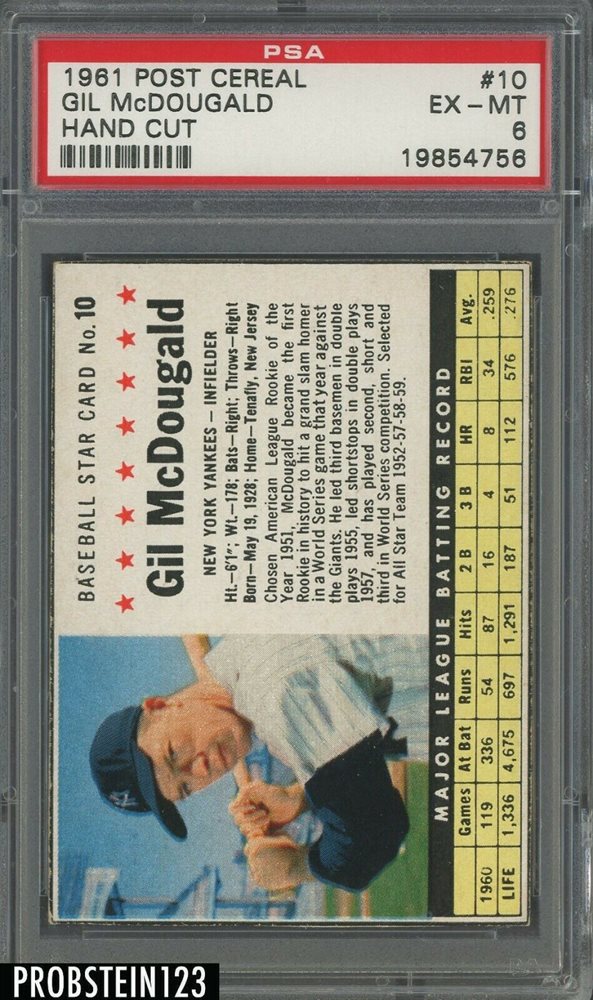 PSA
1961 POST CEREAL #10
GIL McDOUGALD EX – MT
HAND CUT 6
19854756
BASEBALL STAR CARD No. 10
Gil McDougald
NEW YORK YANKEES — INFIELDER
Ht.—6'1"; Wt.—178; Bats—Right; Throws—Right
Born—May 19, 1928; Home—Tenafly, New Jersey
Chosen American League Rookie of the
Year 1951, McDougald became the first
Rookie in history to hit a grand slam homer
in a World Series game that year against
the Giants. He led third basemen in double
plays 1955, led shortstops in double plays
1957, and has played second, short and
third in World Series competition. Selected
for All Star Team 1952-57-58-59.
MAJOR LEAGUE BATTING RECORD
Games At Bat Runs Hits 2 B 3 B HR RBI Avg.
1960 119 336 54 87 16 4 8 34 .259
LIFE 1,336 4,675 697 1,291 187 51 112 576 .276
NY
PROBSTEIN123